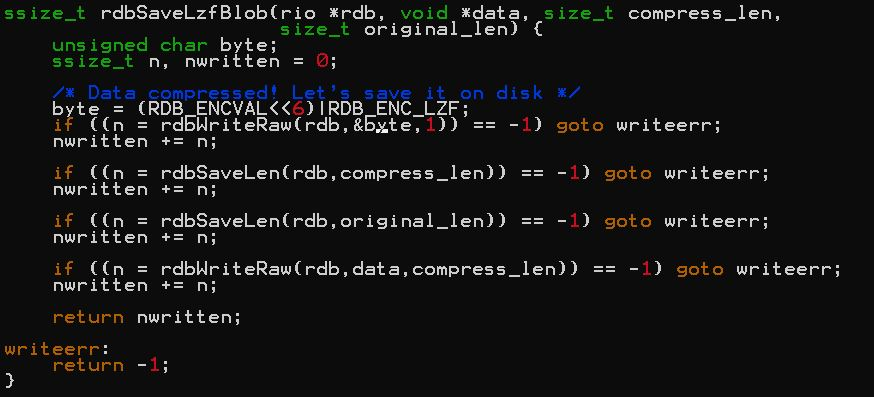 ssize_t rdbSaveLzfBlob(rio *rdb, void *data, size_t compress_len,
                       size_t original_len) {
    unsigned char byte;
    ssize_t n, nwritten = 0;

    /* Data compressed! Let's save it on disk */
    byte = (RDB_ENCVAL<<6)|RDB_ENC_LZF;
    if ((n = rdbWriteRaw(rdb,&byte,1)) == -1) goto writeerr;
    nwritten += n;

    if ((n = rdbSaveLen(rdb,compress_len)) == -1) goto writeerr;
    nwritten += n;

    if ((n = rdbSaveLen(rdb,original_len)) == -1) goto writeerr;
    nwritten += n;

    if ((n = rdbWriteRaw(rdb,data,compress_len)) == -1) goto writeerr;
    nwritten += n;

    return nwritten;

writeerr:
    return -1;
}